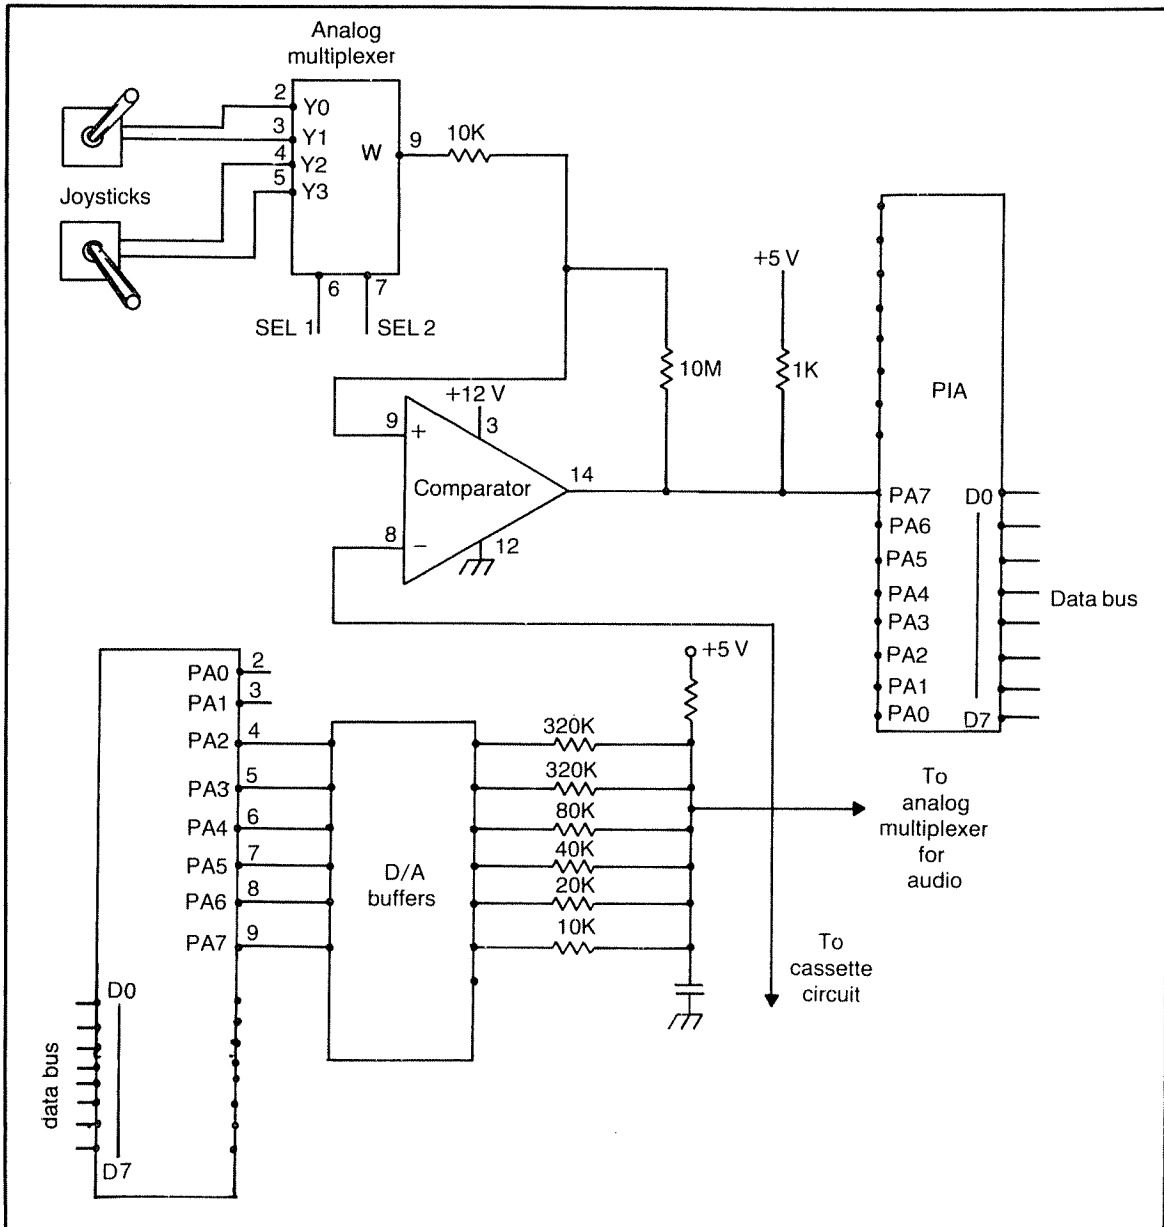 Analog
multiplexer
2
Y0
3
Y1
4
Y2
5
Y3
W
9
10K
Joysticks
6
7
SEL 1
SEL 2
+5 V
10M
1K
PIA
+12 V
3
9
+
Comparator
14
8
−
12
PA7
PA6
PA5
PA4
PA3
PA2
PA1
PA0
D0
D7
Data bus
+5 V
PA0
2
PA1
3
PA2
4
PA3
5
PA4
6
PA5
7
PA6
8
PA7
9
D/A
buffers
320K
320K
80K
40K
20K
10K
To
analog
multiplexer
for
audio
To
cassette
circuit
D0
data bus
D7